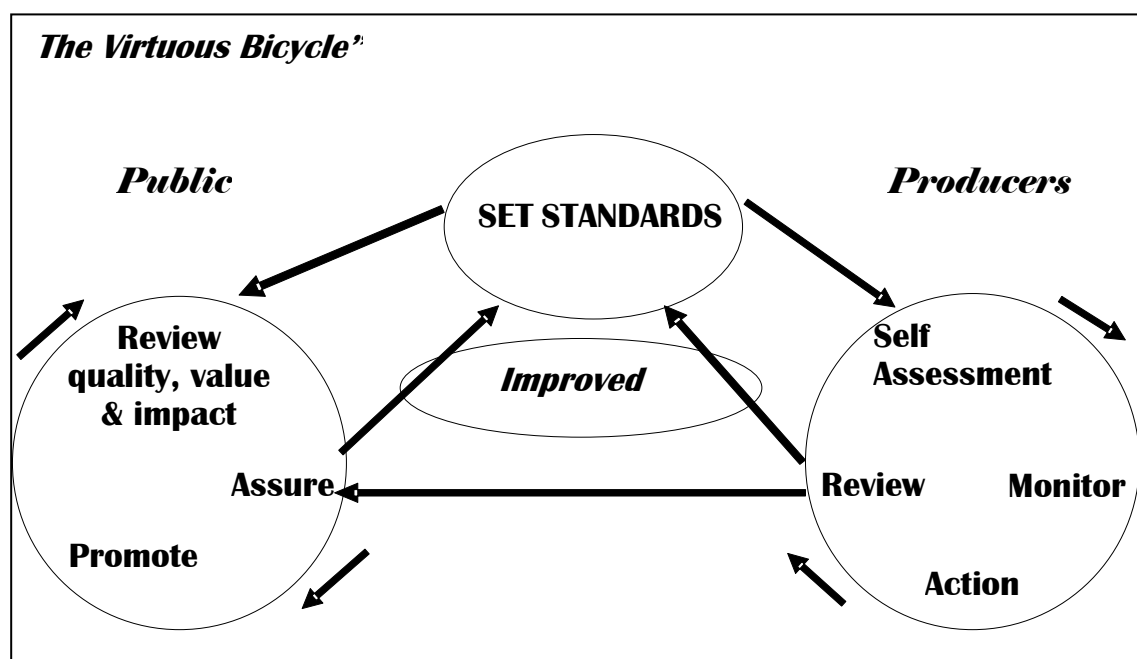 The Virtuous Bicycle”
Public
Producers
SET STANDARDS
Review
quality, value
& impact
Self
Assessment
Improved
Assure
Review
Monitor
Promote
Action